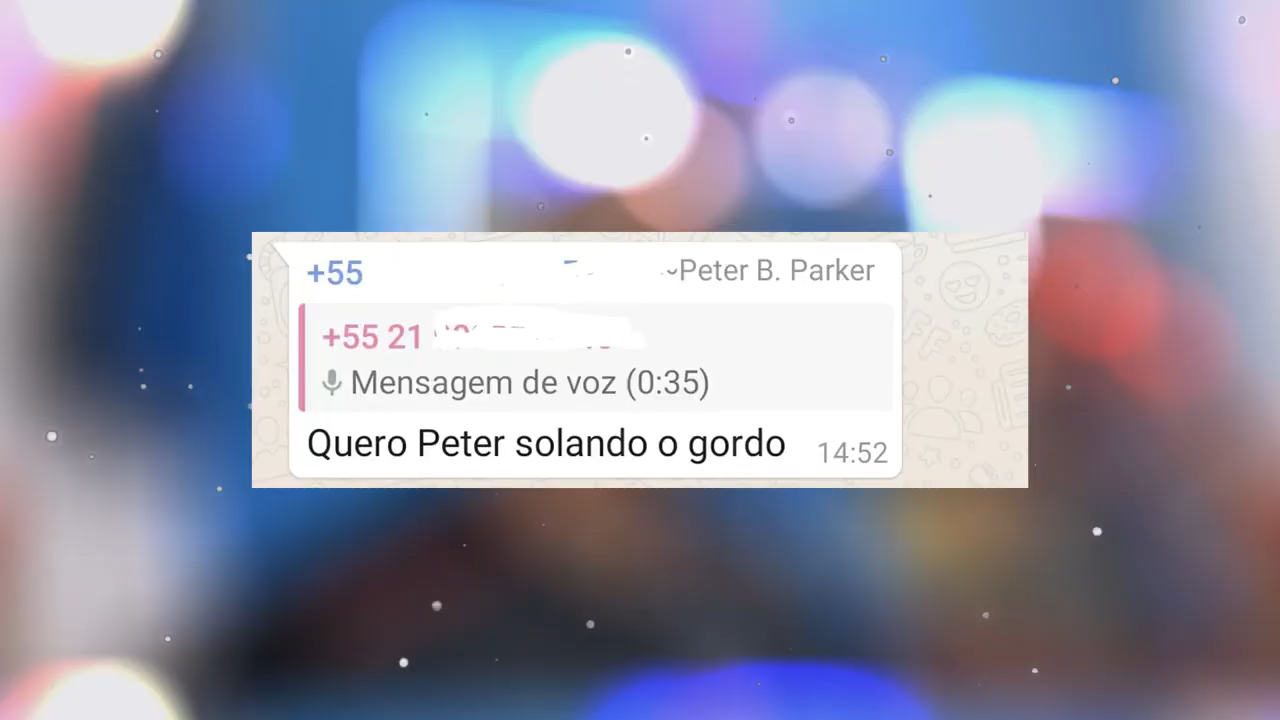 +55 ~Peter B. Parker
+55 21
Mensagem de voz (0:35)
Quero Peter solando o gordo 14:52